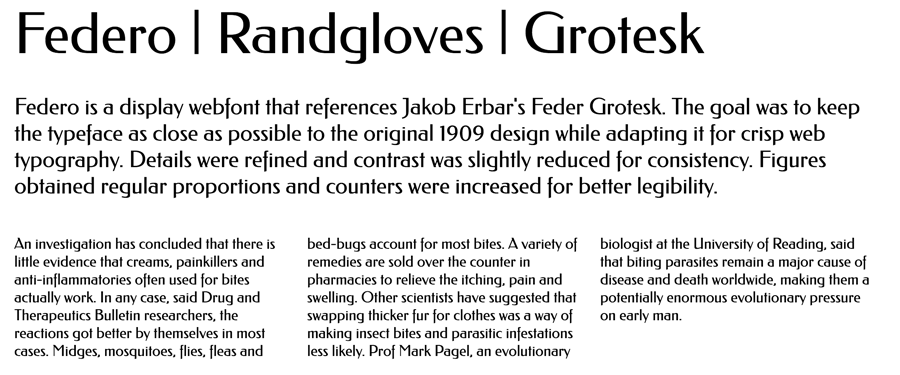 Federo | Randgloves | Grotesk
Federo is a display webfont that references Jakob Erbar's Feder Grotesk. The goal was to keep
the typeface as close as possible to the original 1909 design while adapting it for crisp web
typography. Details were refined and contrast was slightly reduced for consistency. Figures
obtained regular proportions and counters were increased for better legibility.
An investigation has concluded that there is
little evidence that creams, painkillers and
anti-inflammatories often used for bites
actually work. In any case, said Drug and
Therapeutics Bulletin researchers, the
reactions got better by themselves in most
cases. Midges, mosquitoes, flies, fleas and
bed-bugs account for most bites. A variety of
remedies are sold over the counter in
pharmacies to relieve the itching, pain and
swelling. Other scientists have suggested that
swapping thicker fur for clothes was a way of
making insect bites and parasitic infestations
less likely. Prof Mark Pagel, an evolutionary
biologist at the University of Reading, said
that biting parasites remain a major cause of
disease and death worldwide, making them a
potentially enormous evolutionary pressure
on early man.